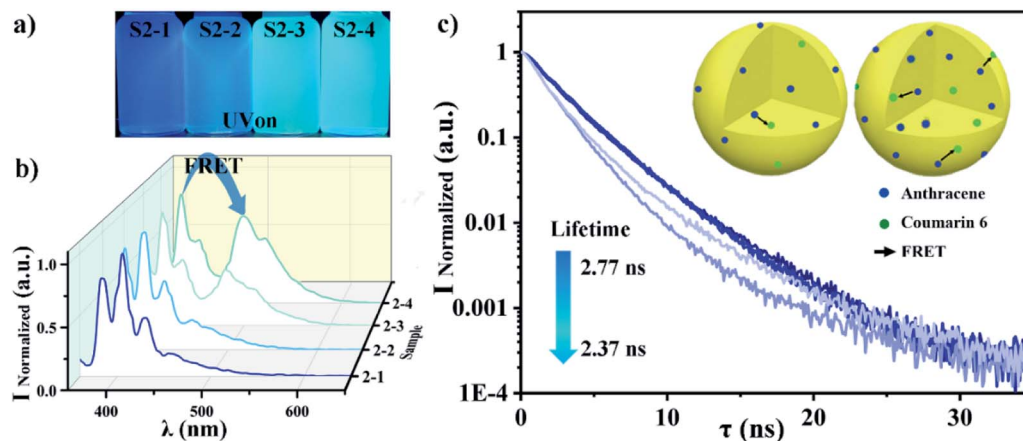 a)
S2-1 S2-2 S2-3 S2-4
UVon
b)
FRET
I Normalized (a.u.)
1.0
0.5
0.0
400 500 600
λ (nm)
2-4
2-3
2-2
2-1
Sample
c)
I Normalized (a.u.)
1
0.1
0.01
0.001
1E-4
0 10 20 30
τ (ns)
Lifetime
2.77 ns
2.37 ns
Anthracene
Coumarin 6
FRET